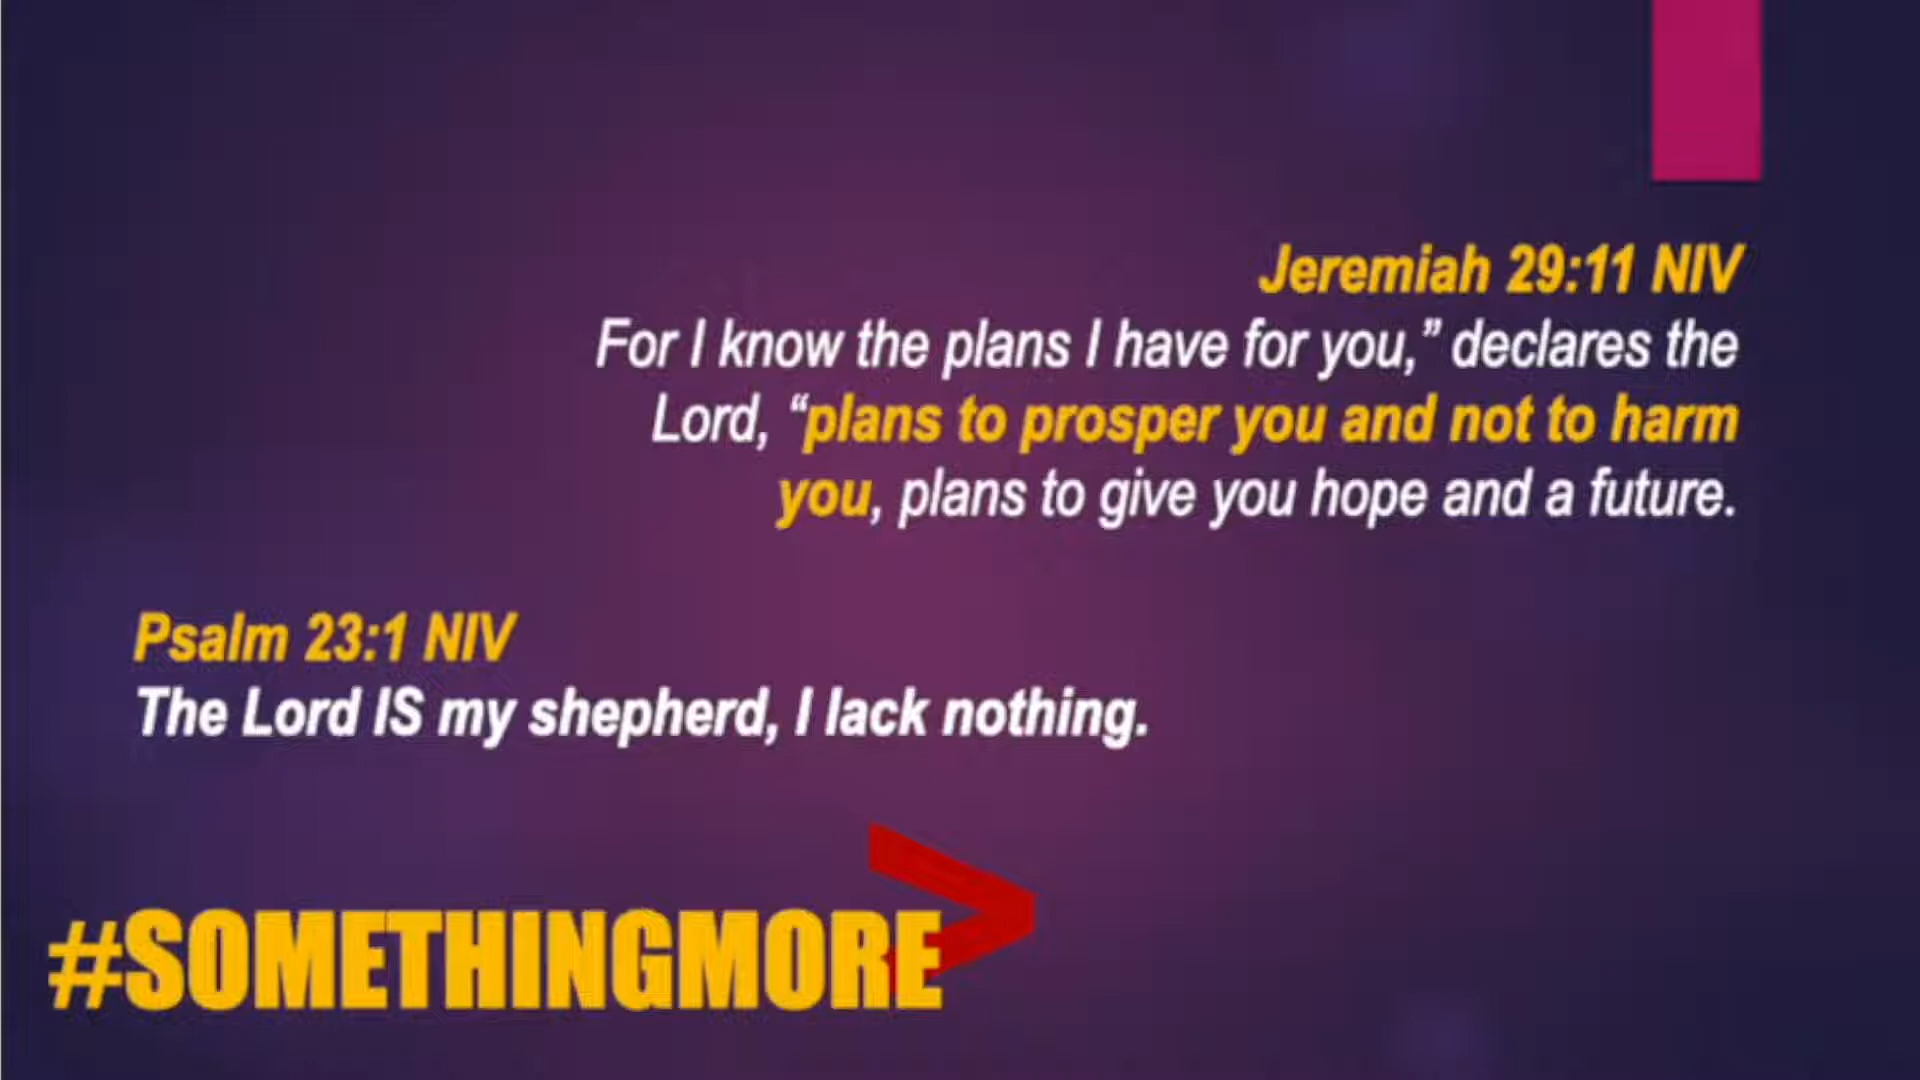 Jeremiah 29:11 NIV
For I know the plans I have for you,” declares the
Lord, “plans to prosper you and not to harm
you, plans to give you hope and a future.
Psalm 23:1 NIV
The Lord IS my shepherd, I lack nothing.
>
#SOMETHINGMORE